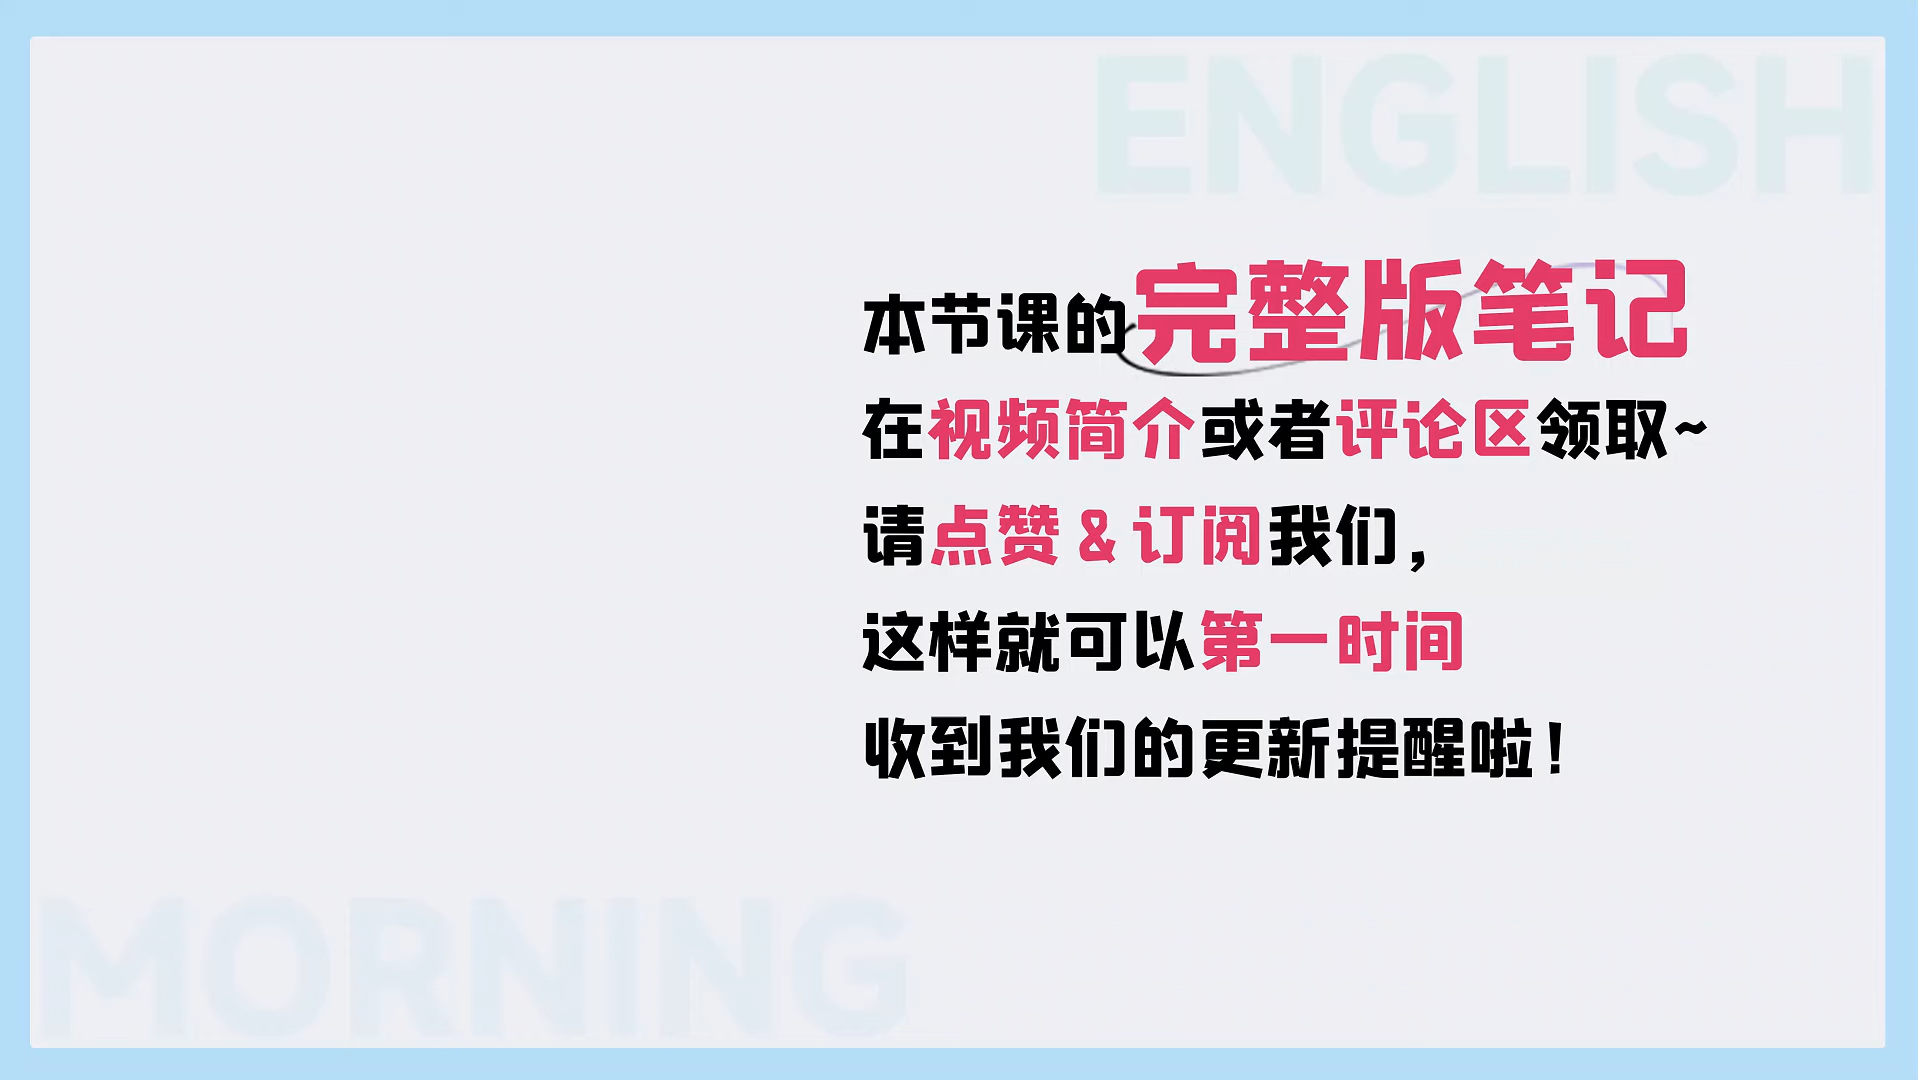 ENGLISH
本节课的完整版笔记
在视频简介或者评论区领取~
请点赞&订阅我们，
这样就可以第一时间
收到我们的更新提醒啦！
MORNING